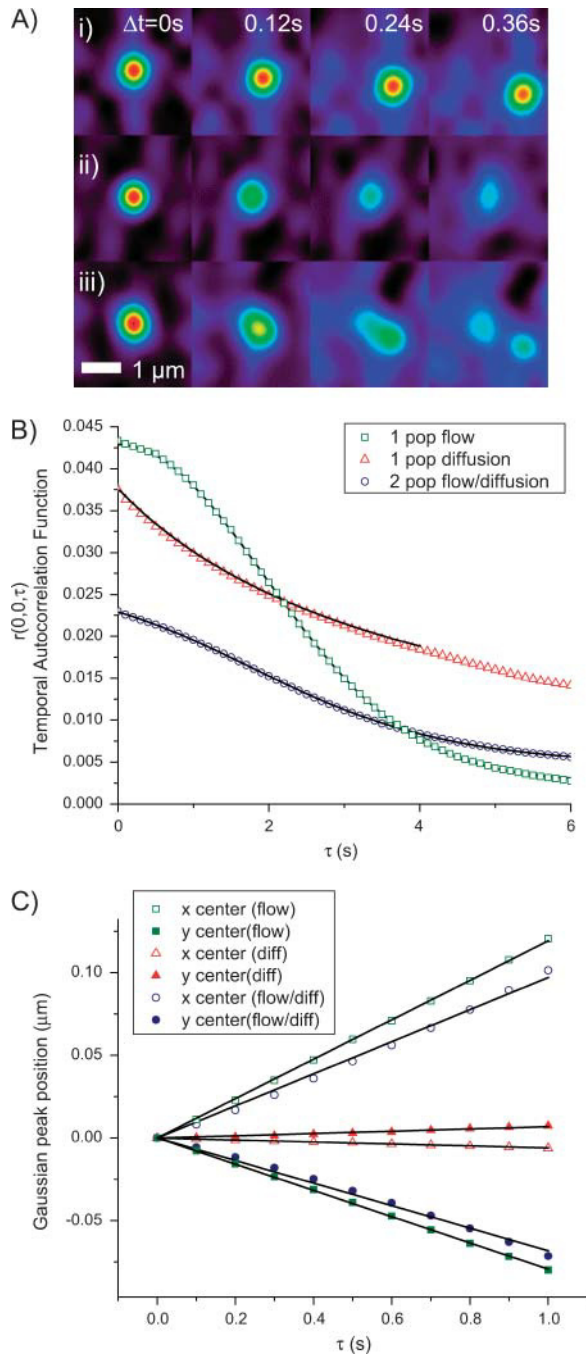 A)
i) Δt=0s 0.12s 0.24s 0.36s
ii)
iii)
1 μm
B)
0.045
0.040
0.035
0.030
0.025
0.020
0.015
0.010
0.005
0.000
r(0,0,τ)
Temporal Autocorrelation Function
1 pop flow
1 pop diffusion
2 pop flow/diffusion
0 2 4 6
τ (s)
C)
x center (flow)
y center(flow)
x center (diff)
y center(diff)
x center (flow/diff)
y center(flow/diff)
0.10
0.05
0.00
-0.05
Gaussian peak position (μm)
0.0 0.2 0.4 0.6 0.8 1.0
τ (s)